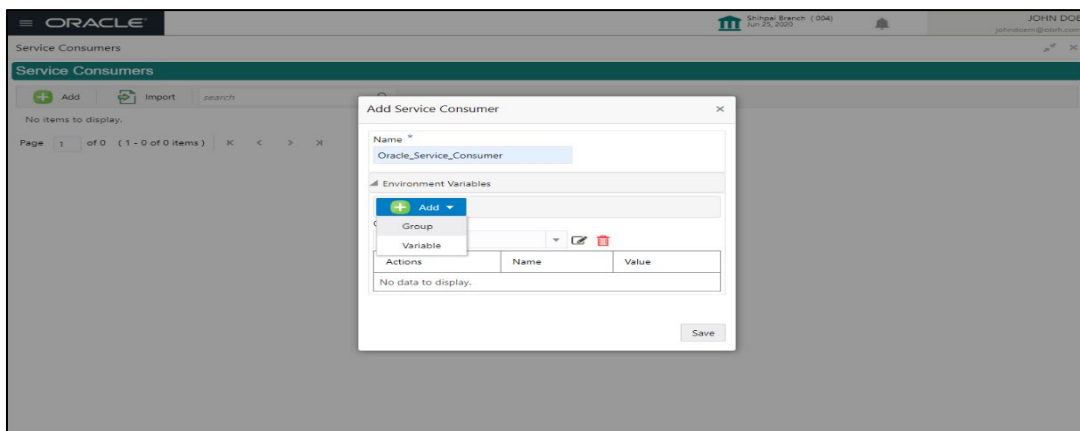 ORACLE
Shihpai Branch ( 004)
Jun 25, 2020
JOHN DOE
Service Consumers
Service Consumers
Add
Import
search
No items to display.
Page 1 of 0 ( 1 - 0 of 0 items )
Add Service Consumer
Name *
Oracle_Service_Consumer
Environment Variables
Add
Group
Variable
Actions Name Value
No data to display.
Save